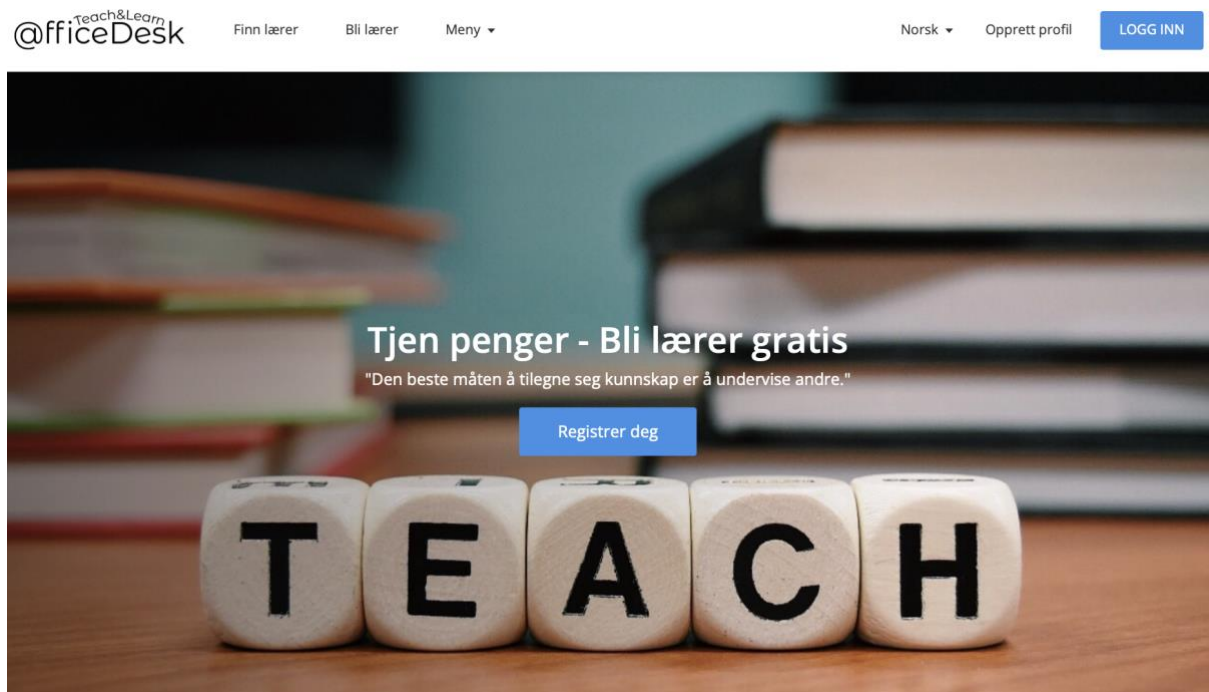 Teach&Learn
@fficeDesk
Finn lærer
Bli lærer
Meny
Norsk
Opprett profil
LOGG INN
Tjen penger - Bli lærer gratis
"Den beste måten å tilegne seg kunnskap er å undervise andre."
Registrer deg
TEACH